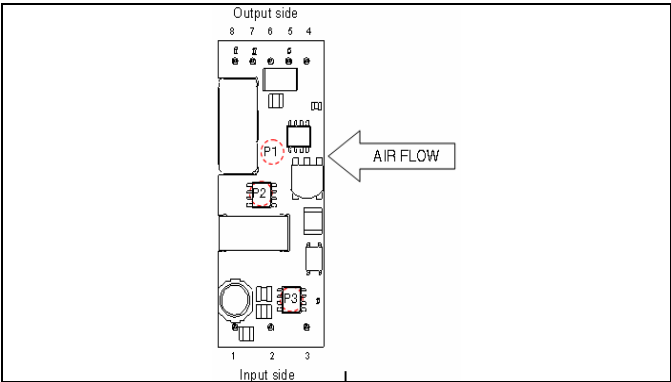 Output side
8 7 6 5 4
P1
AIR FLOW
P2
P3
1 2 3
Input side